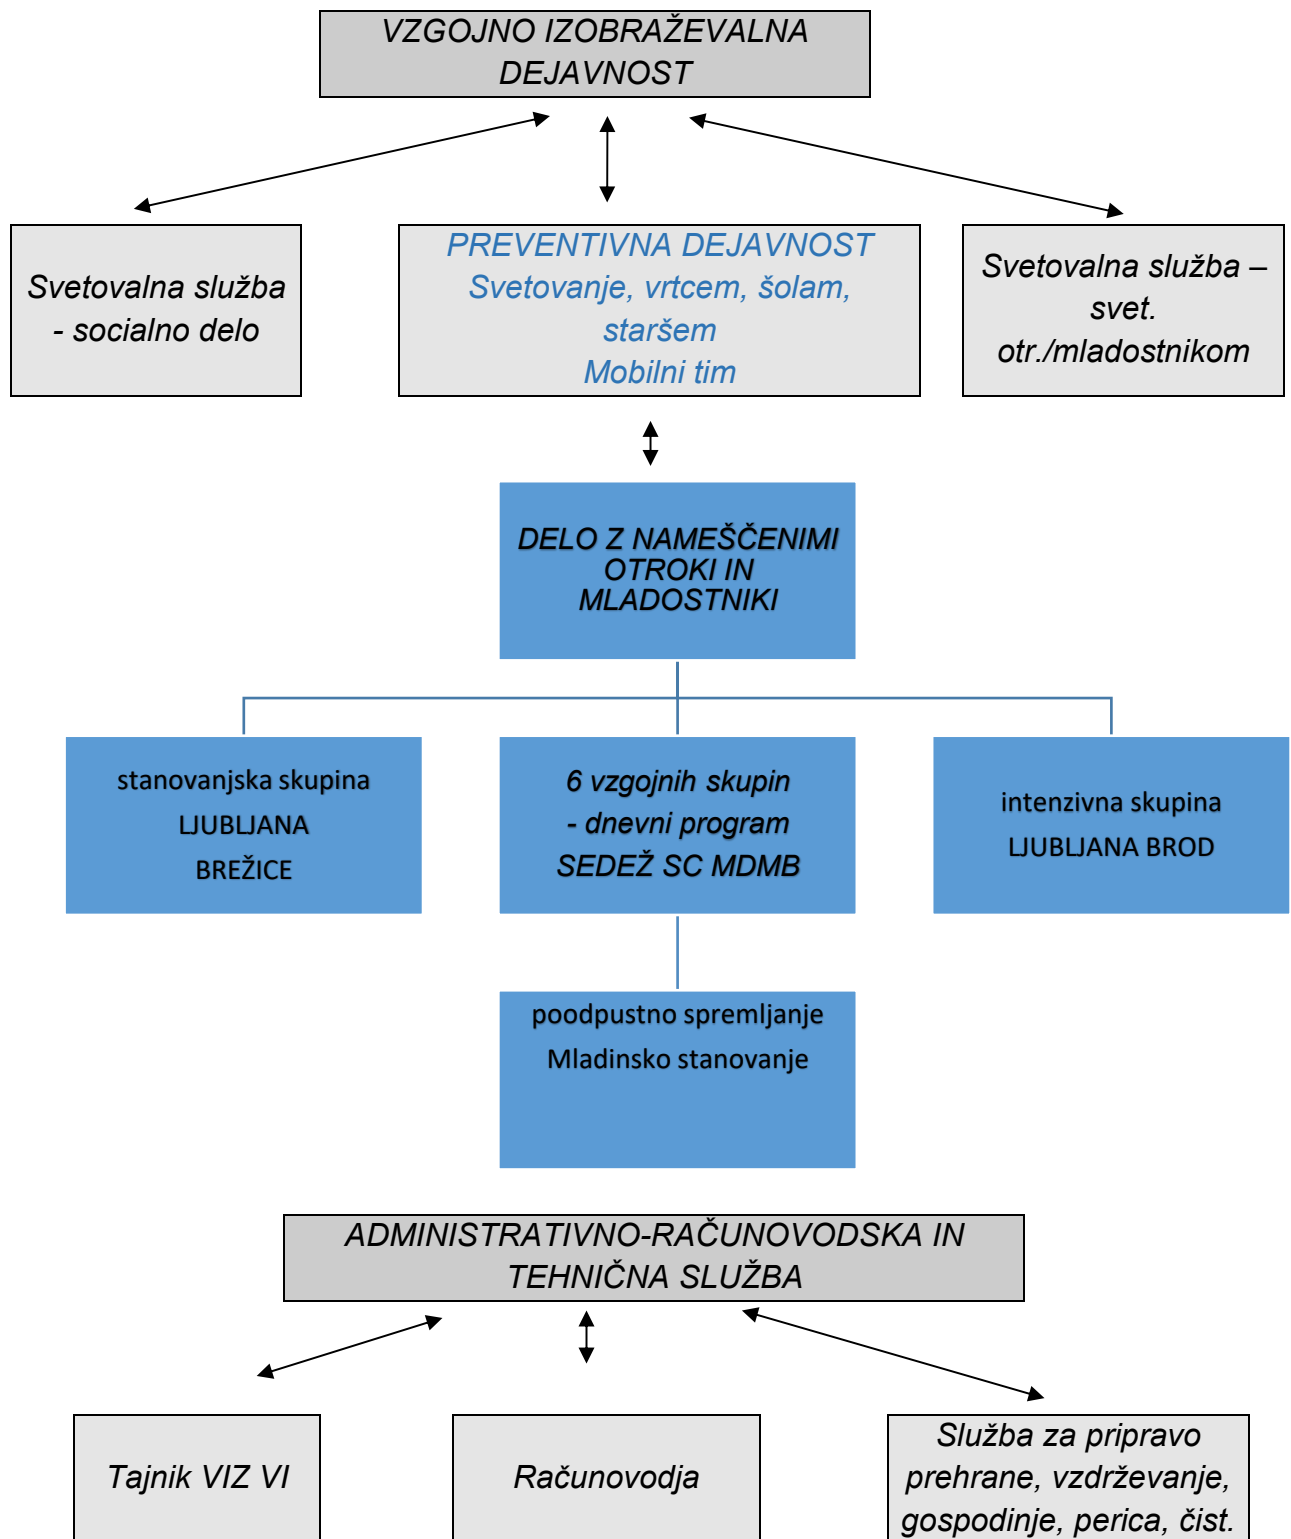 VZGOJNO IZOBRAŽEVALNA
DEJAVNOST
Svetovalna služba
- socialno delo
PREVENTIVNA DEJAVNOST
Svetovanje, vrtcem, šolam,
staršem
Mobilni tim
Svetovalna služba –
svet.
otr./mladostnikom
DELO Z NAMEŠČENIMI
OTROKI IN
MLADOSTNIKI
stanovanjska skupina
LJUBLJANA
BREŽICE
6 vzgojnih skupin
- dnevni program
SEDEŽ SC MDMB
intenzivna skupina
LJUBLJANA BROD
poodpustno spremljanje
Mladinsko stanovanje
ADMINISTRATIVNO-RAČUNOVODSKA IN
TEHNIČNA SLUŽBA
Tajnik VIZ VI
Računovodja
Služba za pripravo
prehrane, vzdrževanje,
gospodinje, perica, čist.